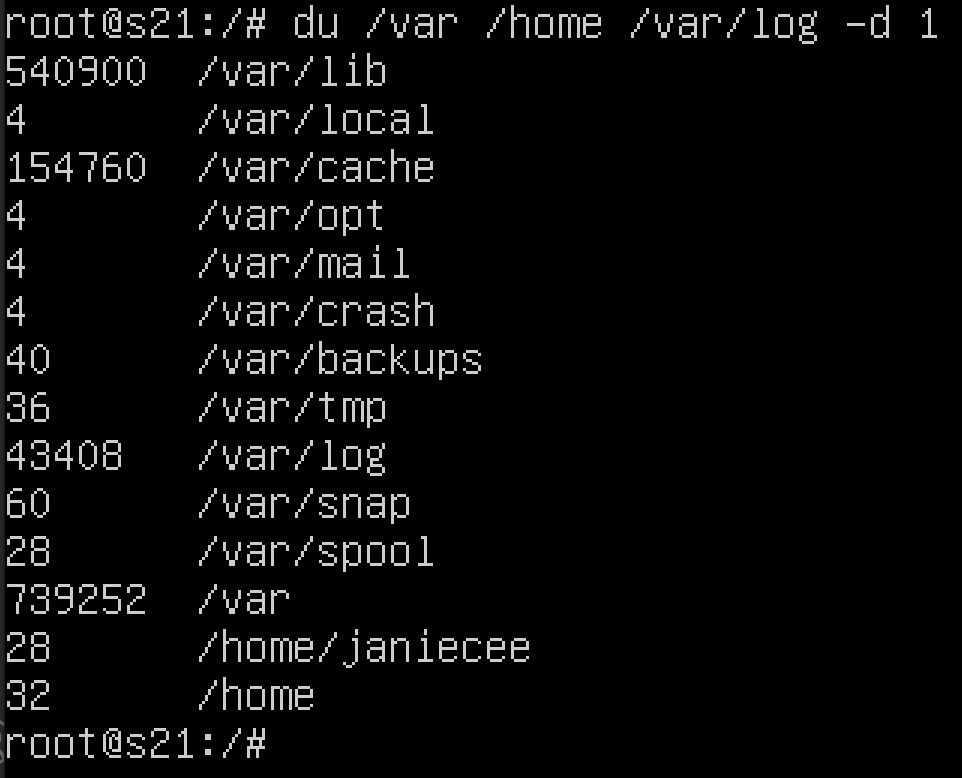 root@s21:/# du /var /home /var/log -d 1
540900  /var/lib
4       /var/local
154760  /var/cache
4       /var/opt
4       /var/mail
4       /var/crash
40      /var/backups
36      /var/tmp
43408   /var/log
60      /var/snap
28      /var/spool
739252  /var
28      /home/janiecee
32      /home
root@s21:/#